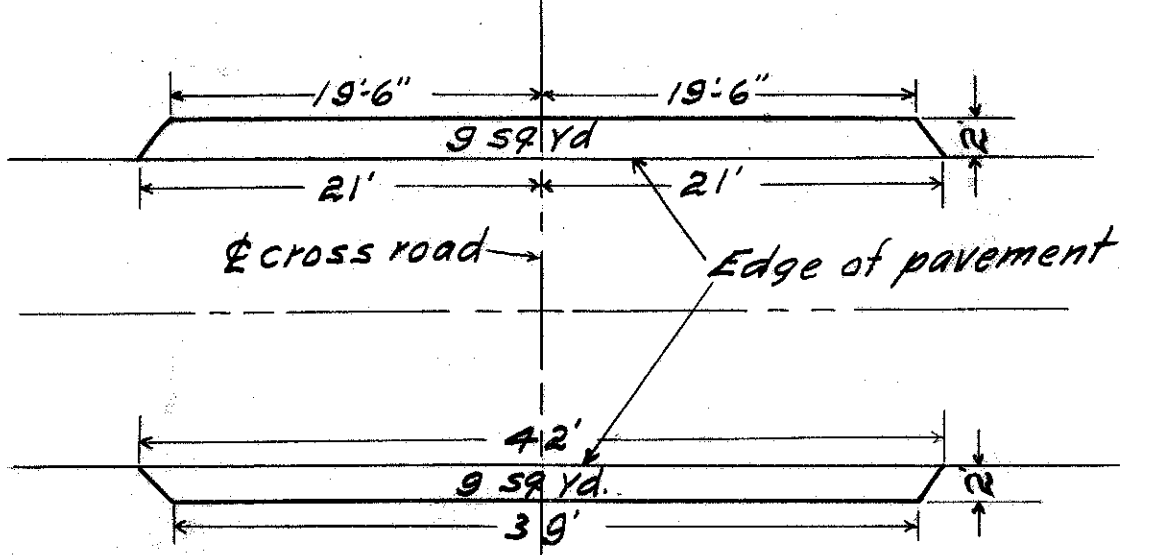 19'-6" 19'-6"
9 sq Yd
2'
21' 21'
℄ cross road
Edge of pavement
42'
9 sq Yd.
2'
39'